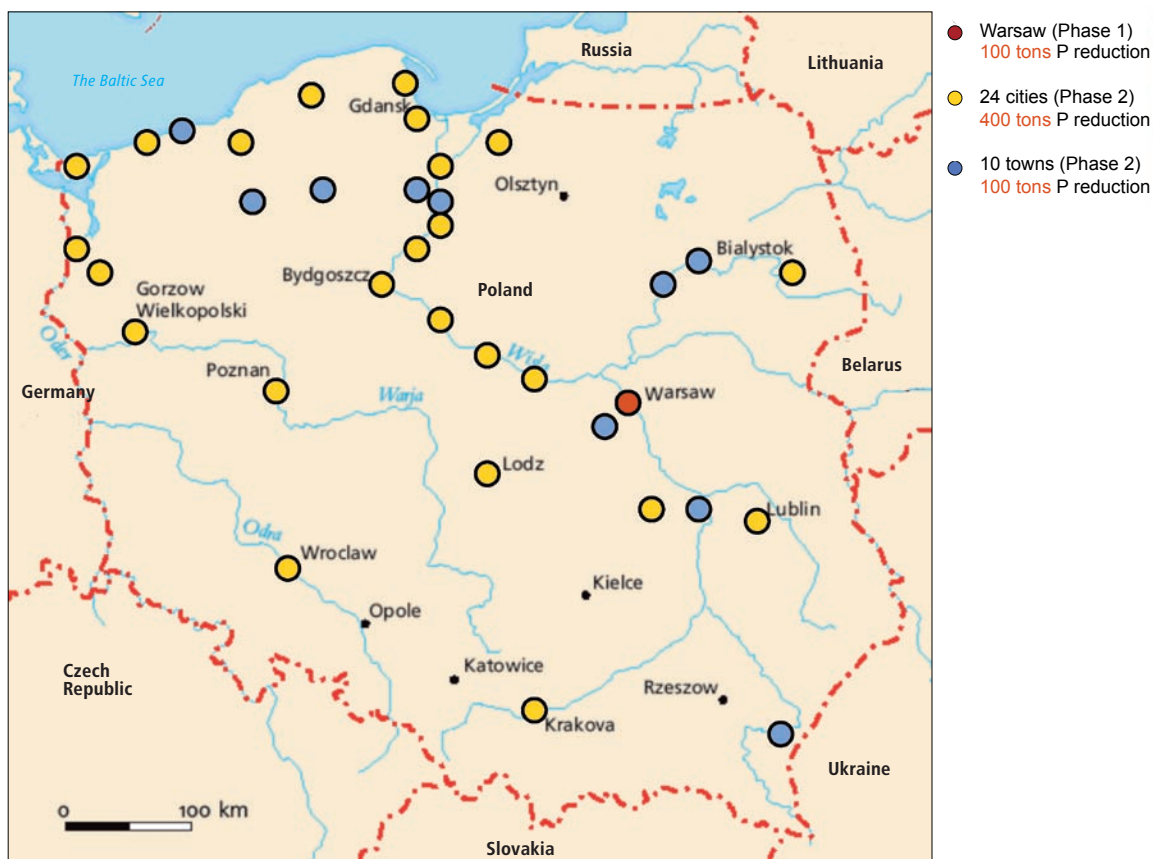 The Baltic Sea
Russia
Lithuania
Gdansk
Olsztyn
Bialystok
Bydgoszcz
Poland
Gorzow
Wielkopolski
Oder
Wisla
Belarus
Poznan
Germany
Warja
Warsaw
Lodz
Lublin
Odra
Wroclaw
Kielce
Opole
Czech
Republic
Katowice
Rzeszow
Krakova
Ukraine
0 100 km
Slovakia
Warsaw (Phase 1)
100 tons P reduction
24 cities (Phase 2)
400 tons P reduction
10 towns (Phase 2)
100 tons P reduction